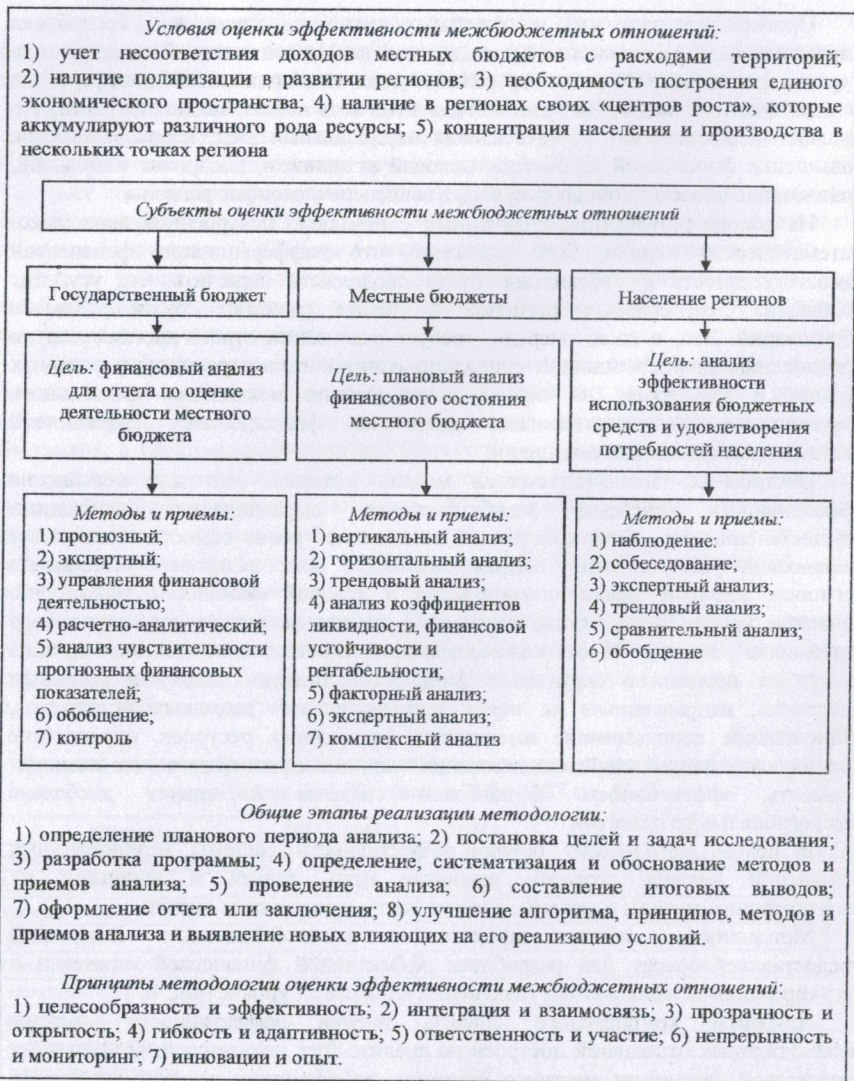 Условия оценки эффективности межбюджетных отношений:
1) учет несоответствия доходов местных бюджетов с расходами территорий;
2) наличие поляризации в развитии регионов; 3) необходимость построения единого
экономического пространства; 4) наличие в регионах своих «центров роста», которые
аккумулируют различного рода ресурсы; 5) концентрация населения и производства в
нескольких точках региона
Субъекты оценки эффективности межбюджетных отношений
Государственный бюджет
Местные бюджеты
Население регионов
Цель: финансовый анализ
для отчета по оценке
деятельности местного
бюджета
Цель: плановый анализ
финансового состояния
местного бюджета
Цель: анализ
эффективности
использования бюджетных
средств и удовлетворения
потребностей населения
Методы и приемы:
1) прогнозный;
2) экспертный;
3) управления финансовой
деятельностью;
4) расчетно-аналитический;
5) анализ чувствительности
прогнозных финансовых
показателей;
6) обобщение;
7) контроль
Методы и приемы:
1) вертикальный анализ;
2) горизонтальный анализ;
3) трендовый анализ;
4) анализ коэффициентов
ликвидности, финансовой
устойчивости и
рентабельности;
5) факторный анализ;
6) экспертный анализ;
7) комплексный анализ
Методы и приемы:
1) наблюдение;
2) собеседование;
3) экспертный анализ;
4) трендовый анализ;
5) сравнительный анализ;
6) обобщение
Общие этапы реализации методологии:
1) определение планового периода анализа; 2) постановка целей и задач исследования;
3) разработка программы; 4) определение, систематизация и обоснование методов и
приемов анализа; 5) проведение анализа; 6) составление итоговых выводов;
7) оформление отчета или заключения; 8) улучшение алгоритма, принципов, методов и
приемов анализа и выявление новых влияющих на его реализацию условий.
Принципы методологии оценки эффективности межбюджетных отношений:
1) целесообразность и эффективность; 2) интеграция и взаимосвязь; 3) прозрачность и
открытость; 4) гибкость и адаптивность; 5) ответственность и участие; 6) непрерывность
и мониторинг; 7) инновации и опыт.